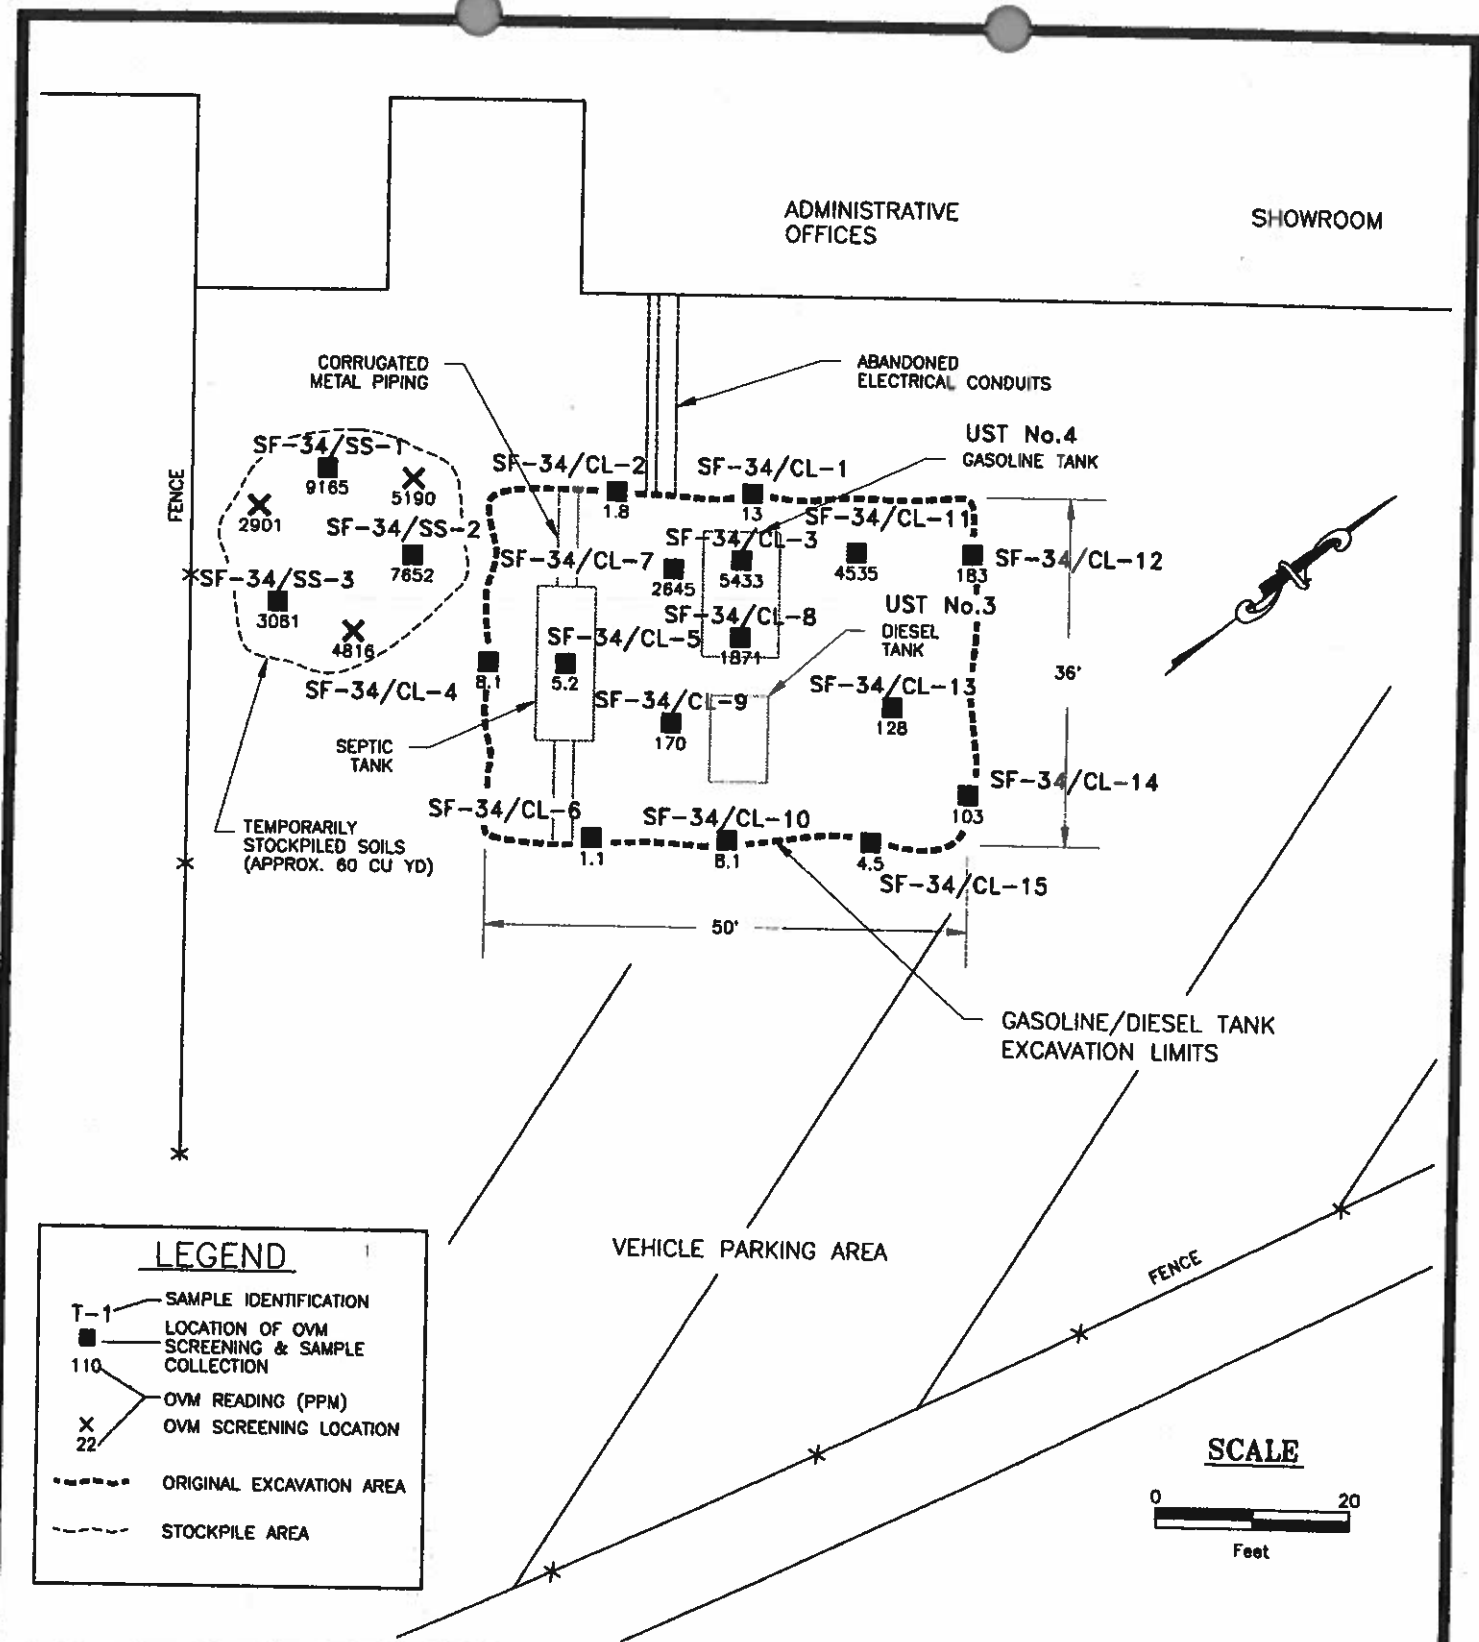 ADMINISTRATIVE
OFFICES
SHOWROOM
CORRUGATED
METAL PIPING
ABANDONED
ELECTRICAL CONDUITS
UST No.4
GASOLINE TANK
FENCE
SF-34/SS-1
9165
5190
2901
SF-34/SS-2
7652
SF-34/SS-3
3081
4816
SF-34/CL-2
1.8
SF-34/CL-1
13
SF-34/CL-11
4535
SF-34/CL-3
5433
SF-34/CL-7
2645
SF-34/CL-12
183
UST No.3
DIESEL
TANK
SF-34/CL-8
1871
SF-34/CL-5
5.2
SF-34/CL-4
8.1
SF-34/CL-9
170
SF-34/CL-13
128
36'
SEPTIC
TANK
SF-34/CL-14
103
SF-34/CL-6
1.1
SF-34/CL-10
8.1
4.5
SF-34/CL-15
TEMPORARILY
STOCKPILED SOILS
(APPROX. 60 CU YD)
50'
GASOLINE/DIESEL TANK
EXCAVATION LIMITS
N
VEHICLE PARKING AREA
FENCE
LEGEND
T-1
SAMPLE IDENTIFICATION
LOCATION OF OVM
SCREENING & SAMPLE
COLLECTION
110
OVM READING (PPM)
OVM SCREENING LOCATION
22
ORIGINAL EXCAVATION AREA
STOCKPILE AREA
SCALE
0 20
Feet